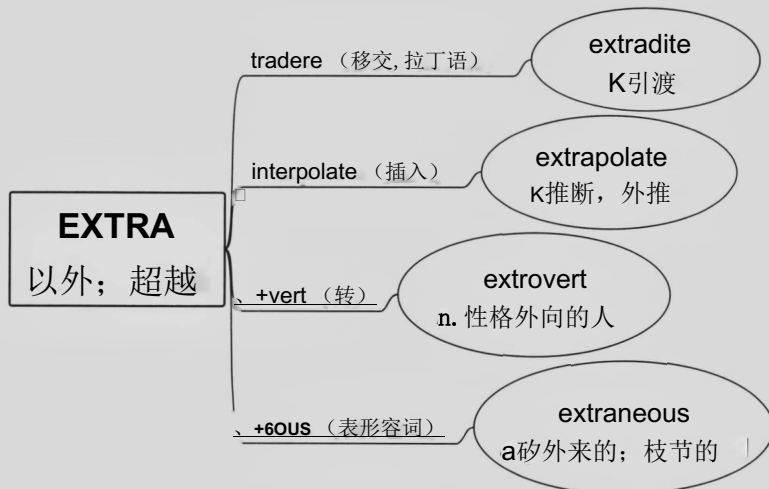 EXTRA
以外；超越
tradere（移交,拉丁语）
extradite
K引渡
interpolate（插入）
extrapolate
K推断，外推
、+vert（转）
extrovert
n.性格外向的人
、+6OUS（表形容词）
extraneous
a矽外来的；枝节的